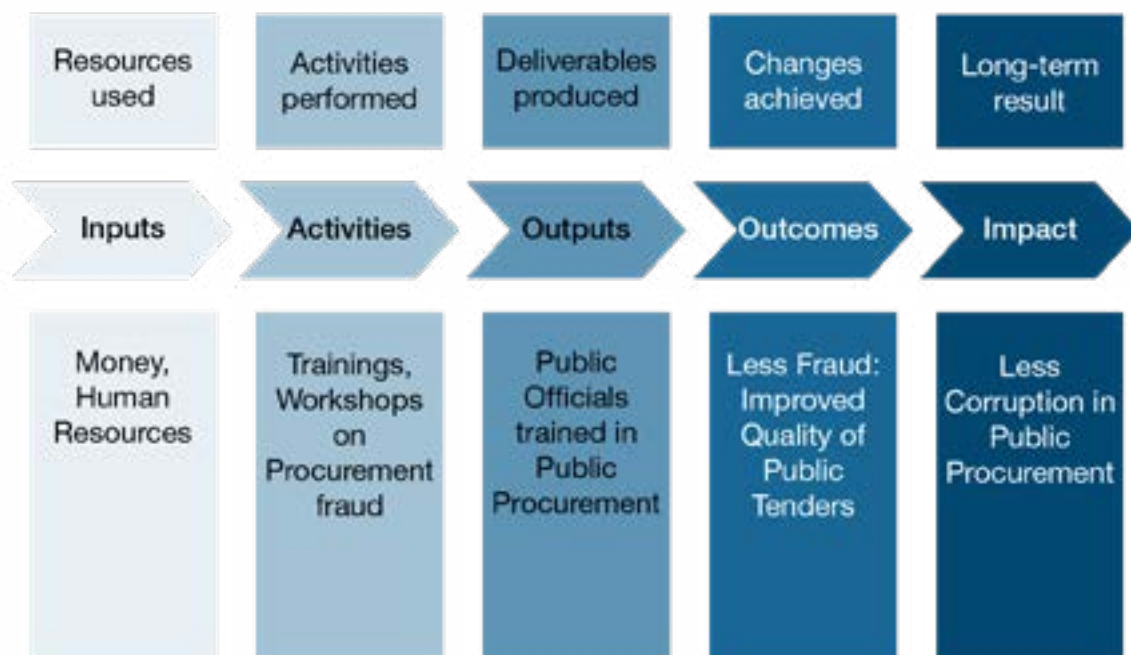 Resources
used
Activities
performed
Deliverables
produced
Changes
achieved
Long-term
result
Inputs
Activities
Outputs
Outcomes
Impact
Money,
Human
Resources
Trainings,
Workshops
on
Procurement
fraud
Public
Officials
trained in
Public
Procurement
Less Fraud:
Improved
Quality of
Public
Tenders
Less
Corruption in
Public
Procurement